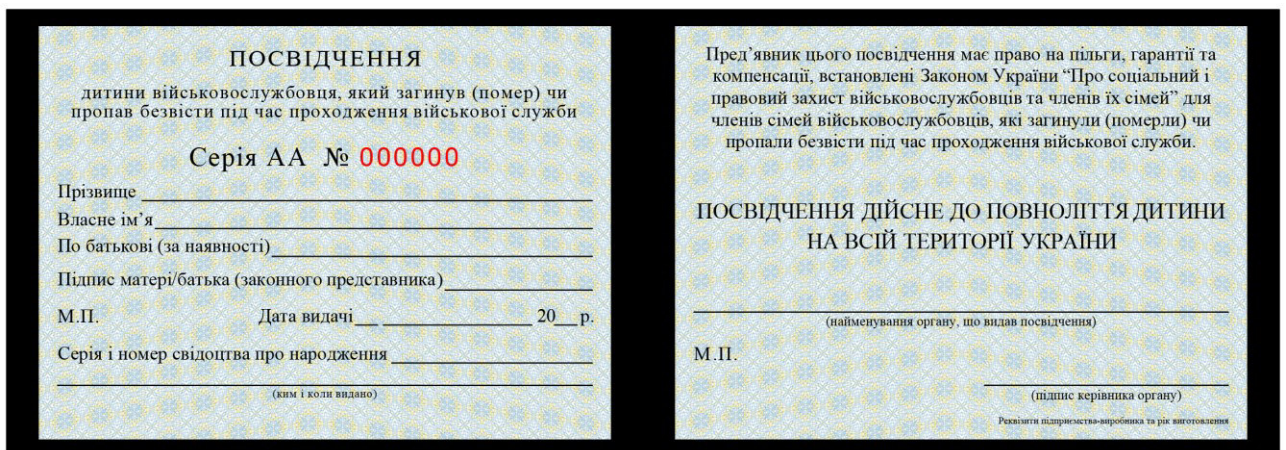 ПОСВІДЧЕННЯ
дитини військовослужбовця, який загинув (помер) чи
пропав безвісти під час проходження військової служби
Серія АА № 000000
Прізвище
Власне ім’я
По батькові (за наявності)
Підпис матері/батька (законного представника)
М.П. Дата видачі 20 р.
Серія і номер свідоцтва про народження
(ким і коли видано)
Пред’явник цього посвідчення має право на пільги, гарантії та
компенсації, встановлені Законом України “Про соціальний і
правовий захист військовослужбовців та членів їх сімей” для
членів сімей військовослужбовців, які загинули (померли) чи
пропали безвісти під час проходження військової служби.
ПОСВІДЧЕННЯ ДІЙСНЕ ДО ПОВНОЛІТТЯ ДИТИНИ
НА ВСІЙ ТЕРИТОРІЇ УКРАЇНИ
(найменування органу, що видав посвідчення)
М.П.
(підпис керівника органу)
Реквізити підприємства-виробника та рік виготовлення